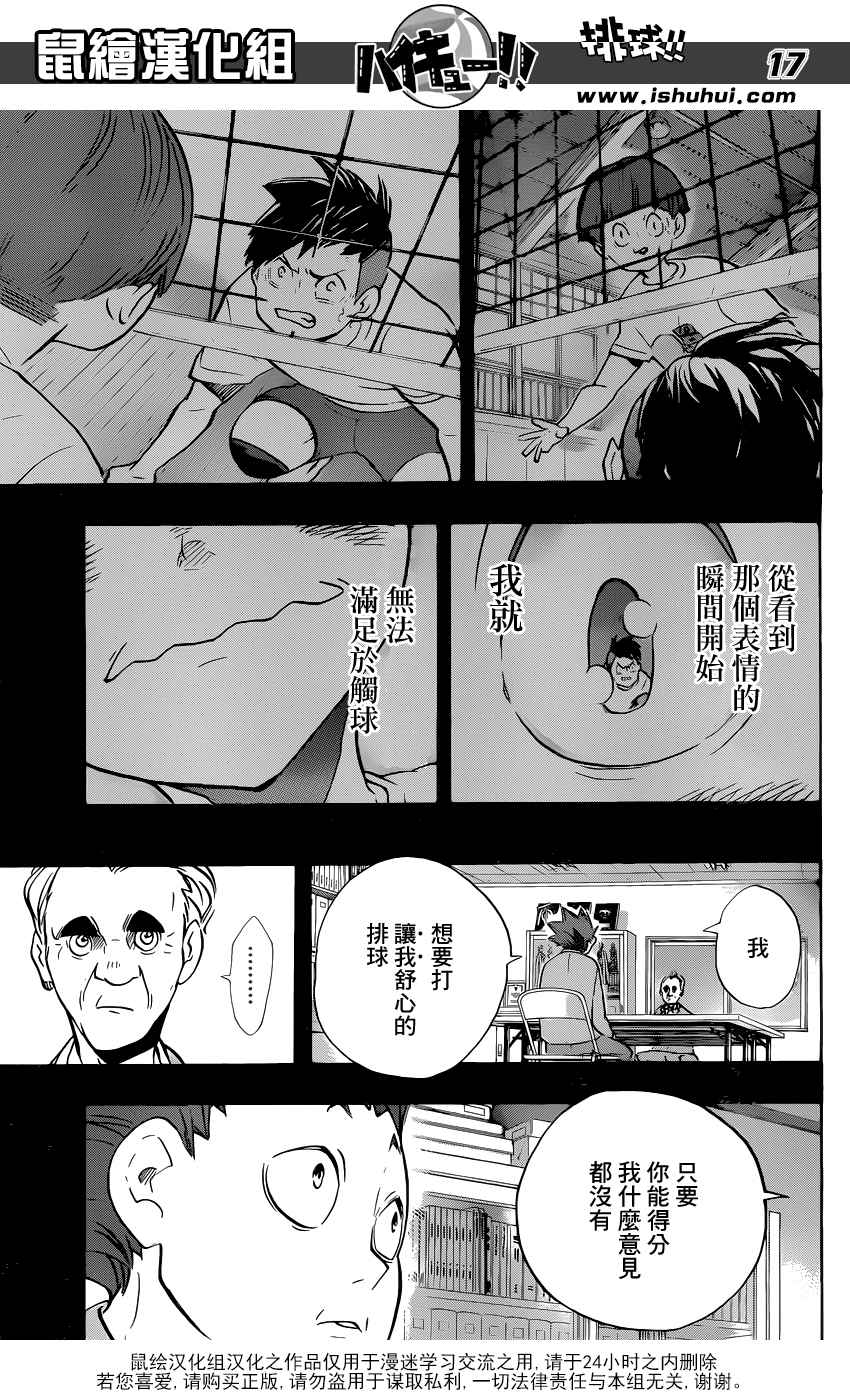 鼠繪漢化組
ハイキュー!!
排球!!
17
www.ishuhui.com
從看到
那個表情的
瞬間開始
我就
無法
滿足於觸球
我
想要打
讓我舒心的
排球
………
只要
你能得分
我什麼意見
都沒有
鼠绘汉化组汉化之作品仅用于漫迷学习交流之用,请于24小时之内删除
若您喜爱,请购买正版,请勿盗用于谋取私利,一切法律责任与本组无关,谢谢。